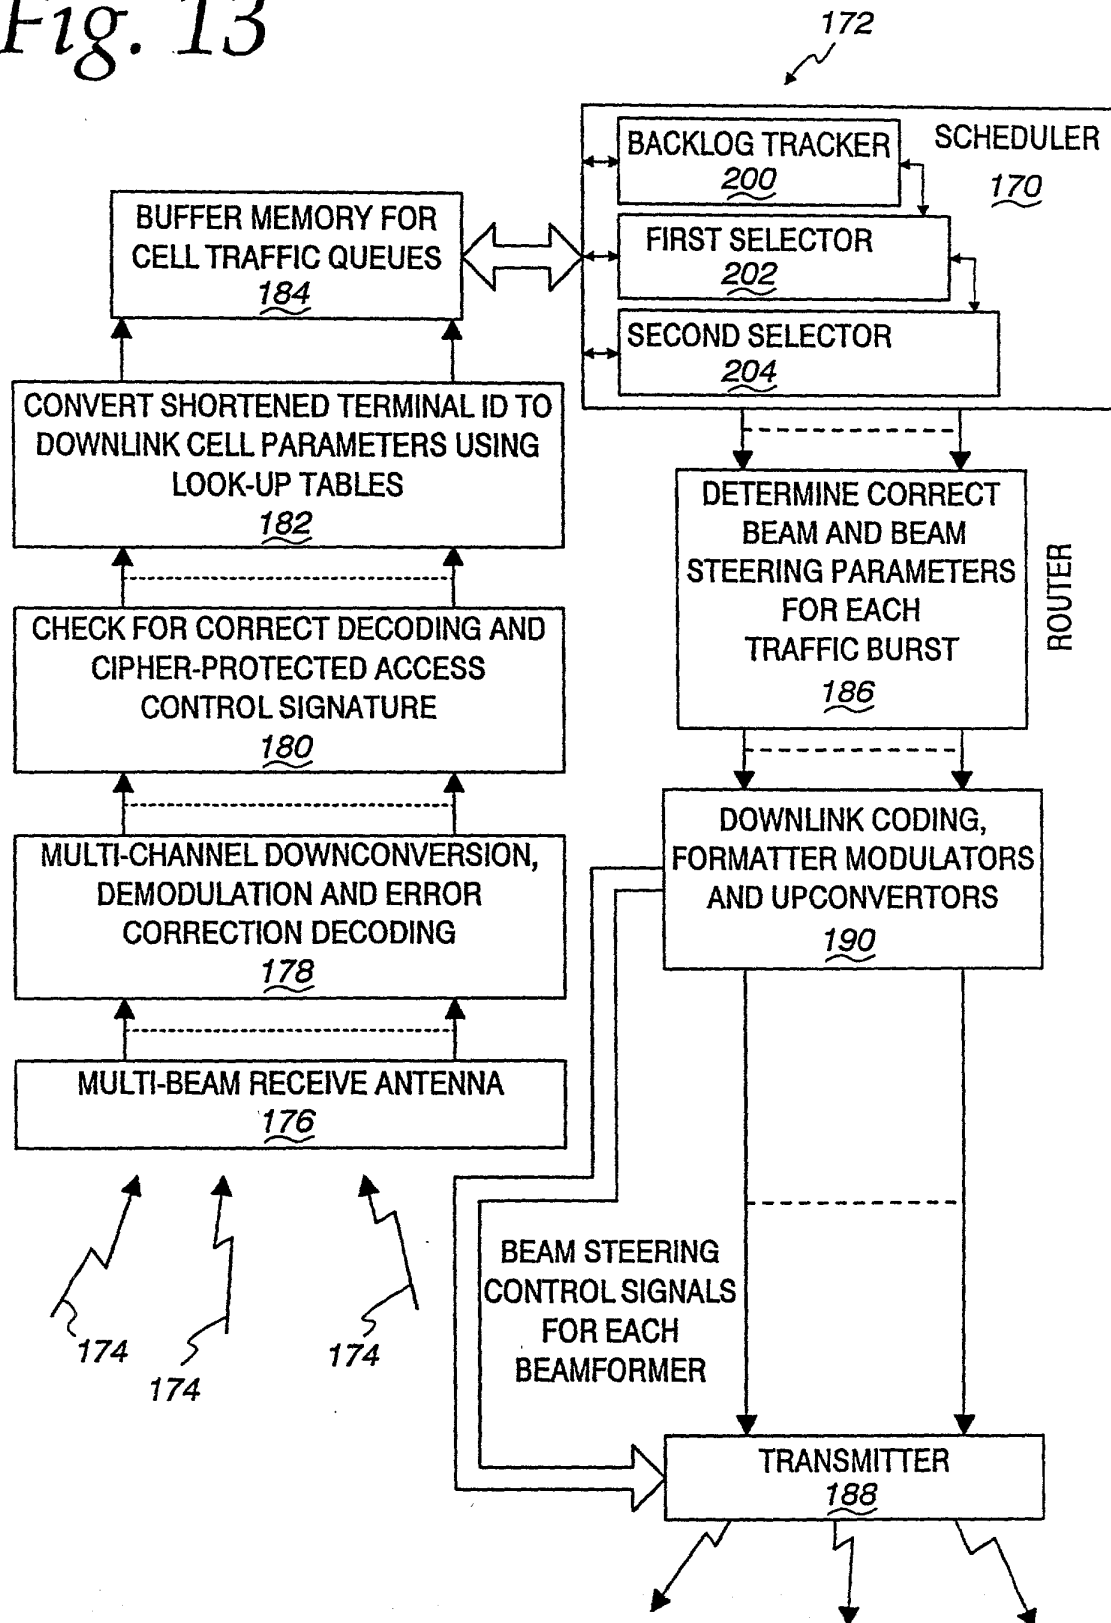 Fig. 13
172
BACKLOG TRACKER
200
SCHEDULER
170
FIRST SELECTOR
202
SECOND SELECTOR
204
BUFFER MEMORY FOR
CELL TRAFFIC QUEUES
184
CONVERT SHORTENED TERMINAL ID TO
DOWNLINK CELL PARAMETERS USING
LOOK-UP TABLES
182
CHECK FOR CORRECT DECODING AND
CIPHER-PROTECTED ACCESS
CONTROL SIGNATURE
180
MULTI-CHANNEL DOWNCONVERSION,
DEMODULATION AND ERROR
CORRECTION DECODING
178
MULTI-BEAM RECEIVE ANTENNA
176
174
174
174
DETERMINE CORRECT
BEAM AND BEAM
STEERING PARAMETERS
FOR EACH
TRAFFIC BURST
186
ROUTER
DOWNLINK CODING,
FORMATTER MODULATORS
AND UPCONVERTORS
190
BEAM STEERING
CONTROL SIGNALS
FOR EACH
BEAMFORMER
TRANSMITTER
188